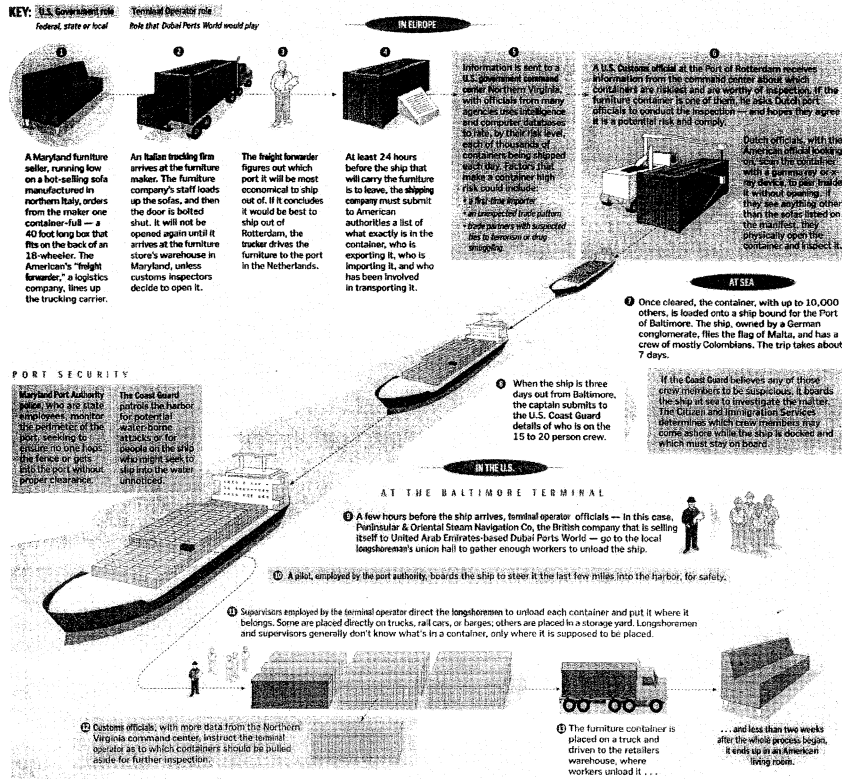 KEY: U.S. Government role Terminal Operator role
Federal, state or local Role that Dubai Ports World would play
IN EUROPE
1
A Maryland furniture
seller, running low
on a hot-selling sofa
manufactured in
northern Italy, orders
from the maker one
container-full — a
40 foot long box that
fits on the back of an
18-wheeler. The
American's "freight
forwarder," a logistics
company, lines up
the trucking carrier.
2
An Italian trucking firm
arrives at the furniture
maker. The furniture
company's staff loads
up the sofas, and then
the door is bolted
shut. It will not be
opened again until it
arrives at the furniture
store's warehouse in
Maryland, unless
customs inspectors
decide to open it.
3
The freight forwarder
figures out which
port it will be most
economical to ship
out of. If it concludes
it would be best to
ship out of
Rotterdam, the
trucker drives the
furniture to the port
in the Netherlands.
4
At least 24 hours
before the ship that
will carry the furniture
is to leave, the shipping
company must submit
to American
authorities a list of
what exactly is in the
container, who is
exporting it, who is
importing it, and who
has been involved
in transporting it.
5
Information is sent to a
U.S. government command
center Northern Virginia,
with officials from many
agencies uses intelligence
and computer databases
to rate, by their risk level,
each of thousands of
containers being shipped
each day. Factors that
make a container high
risk could include:
• a first-time importer
• an unexpected trade pattern
• trade partners with suspected
ties to terrorism or drug
smuggling.
6
A U.S. Customs official at the Port of Rotterdam receives
information from the command center about which
containers are riskiest and are worthy of inspection. If the
furniture container is one of them, he asks Dutch port
officials to conduct the inspection — and hopes they agree
it is a potential risk and comply.
Dutch officials, with the
American official looking
on, scan the container
with a gamma ray or x-
ray device, to peer inside
it without opening. If
they see anything other
than the sofas listed on
the manifest, they
physically open the
container and inspect it.
AT SEA
7 Once cleared, the container, with up to 10,000
others, is loaded onto a ship bound for the Port
of Baltimore. The ship, owned by a German
conglomerate, flies the flag of Malta, and has a
crew of mostly Colombians. The trip takes about
7 days.
8 When the ship is three
days out from Baltimore,
the captain submits to
the U.S. Coast Guard
details of who is on the
15 to 20 person crew.
If the Coast Guard believes any of those
crew members to be suspicious, it boards
the ship at sea to investigate the matter.
The Citizen and Immigration Services
determines which crew members may
come ashore while the ship is docked and
which must stay on board.
PORT SECURITY
Maryland Port Authority
police, who are state
employees, monitor
the perimeter of the
port, seeking to
ensure no one hops
the fence or gets
into the port without
proper clearance.
The Coast Guard
patrols the harbor
for potential
water-borne
attacks or for
people on the ship
who might seek to
slip into the water
unnoticed.
IN THE U.S.
AT THE BALTIMORE TERMINAL
9 A few hours before the ship arrives, terminal operator officials — in this case,
Peninsular & Oriental Steam Navigation Co, the British company that is selling
itself to United Arab Emirates-based Dubai Ports World — go to the local
longshoreman's union hall to gather enough workers to unload the ship.
10 A pilot, employed by the port authority, boards the ship to steer it the last few miles into the harbor, for safety.
11 Supervisors employed by the terminal operator direct the longshoremen to unload each container and put it where it
belongs. Some are placed directly on trucks, rail cars, or barges; others are placed in a storage yard. Longshoremen
and supervisors generally don't know what's in a container, only where it is supposed to be placed.
12 Customs officials, with more data from the Northern
Virginia command center, instruct the terminal
operator as to which containers should be pulled
aside for further inspection.
13 The furniture container is
placed on a truck and
driven to the retailers
warehouse, where
workers unload it . . .
. . . and less than two weeks
after the whole process began,
it ends up in an American
living room.